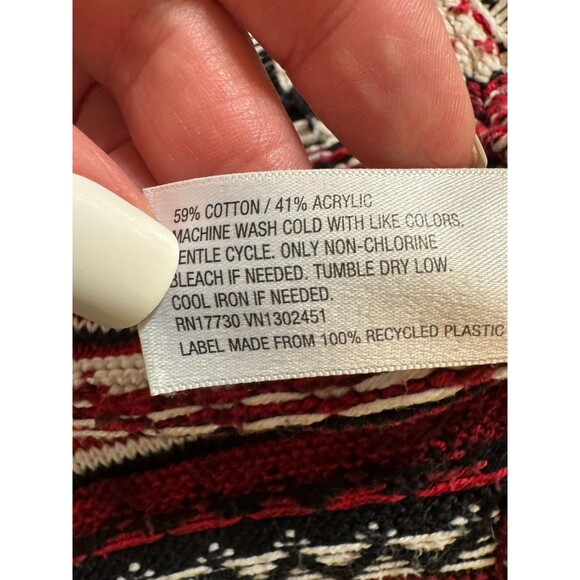 59% COTTON / 41% ACRYLIC
MACHINE WASH COLD WITH LIKE COLORS,
ENTLE CYCLE. ONLY NON-CHLORINE
BLEACH IF NEEDED. TUMBLE DRY LOW.
COOL IRON IF NEEDED.
RN17730 VN1302451
LABEL MADE FROM 100% RECYCLED PLASTIC